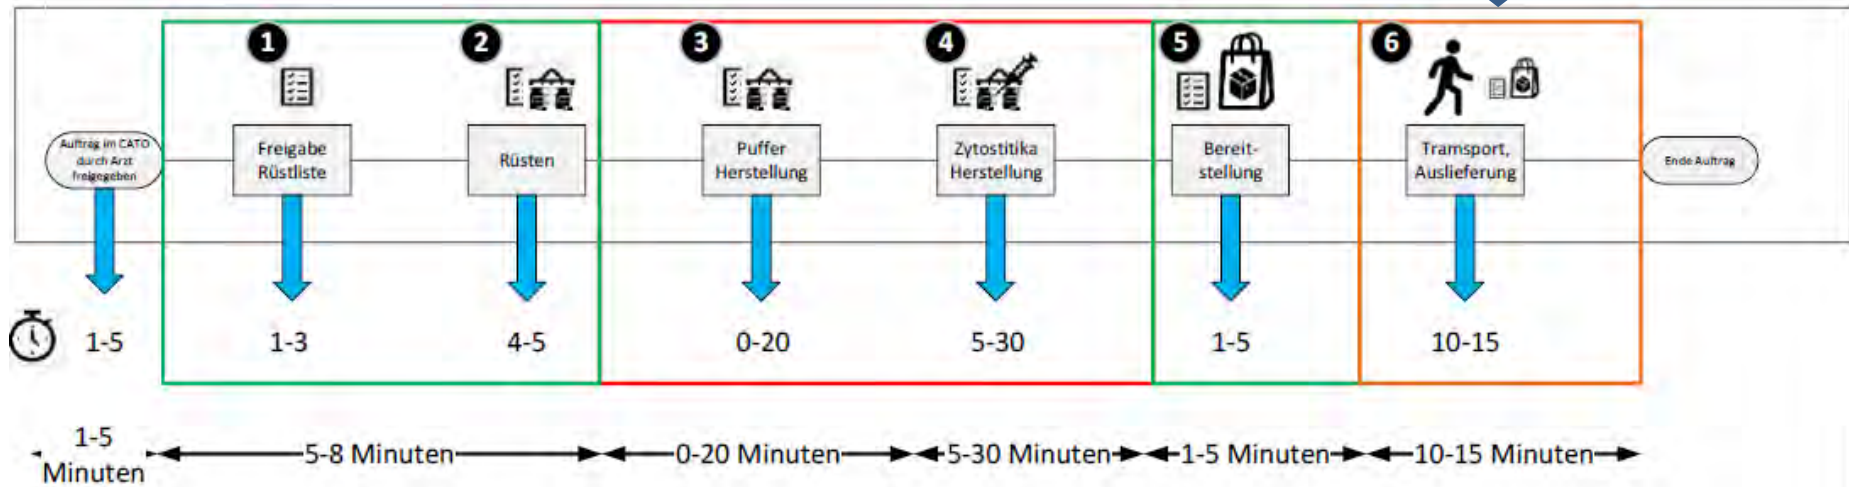 1
2
3
4
5
6
Auftrag im CATO
durch Arzt
freigegeben
Freigabe
Rüstliste
Rüsten
Puffer
Herstellung
Zytostitika
Herstellung
Bereit-
stellung
Tramsport,
Auslieferung
Ende Auftrag
1-5
1-3
4-5
0-20
5-30
1-5
10-15
1-5
Minuten
5-8 Minuten
0-20 Minuten
5-30 Minuten
1-5 Minuten
10-15 Minuten